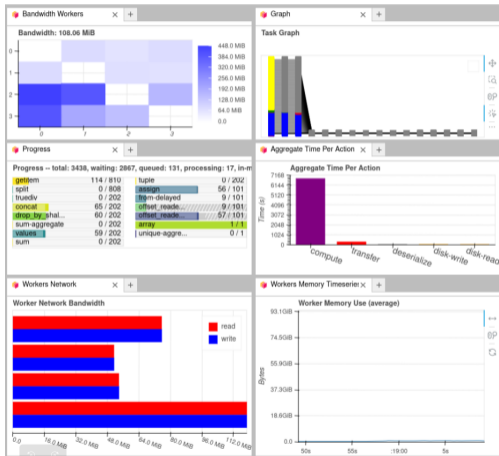 Bandwidth Workers
Graph
Bandwidth: 108.06 MiB
448.0 MiB
384.0 MiB
320.0 MiB
256.0 MiB
192.0 MiB
128.0 MiB
64.0 MiB
0.0
0
1
2
3
0
1
2
3
Task Graph
Progress
Aggregate Time Per Action
Progress -- total: 3438, waiting: 2867, queued: 131, processing: 17, in-m
getitem 114 / 810
split 0 / 808
truediv 0 / 202
concat 65 / 202
drop_by_shal... 60 / 202
sum-aggregate 0 / 202
values 59 / 202
sum 0 / 202
tuple 0 / 202
assign 56 / 101
from-delayed 9 / 101
offset_reade... 9 / 101
offset_reade... 57 / 101
array 1 / 1
unique-aggre... 0 / 1
Aggregate Time Per Action
Time (s)
7168
6144
5120
4096
3072
2048
1024
0
compute
transfer
deserialize
disk-write
disk-read
Workers Network
Workers Memory Timeseries
Worker Network Bandwidth
read
write
0.0
16.0 MiB
32.0 MiB
48.0 MiB
64.0 MiB
80.0 MiB
96.0 MiB
112.0 MiB
Worker Memory Use (average)
Bytes
93.1GiB
74.5GiB
55.9GiB
18.6GiB
0.0
50s
55s
:19:00
5s